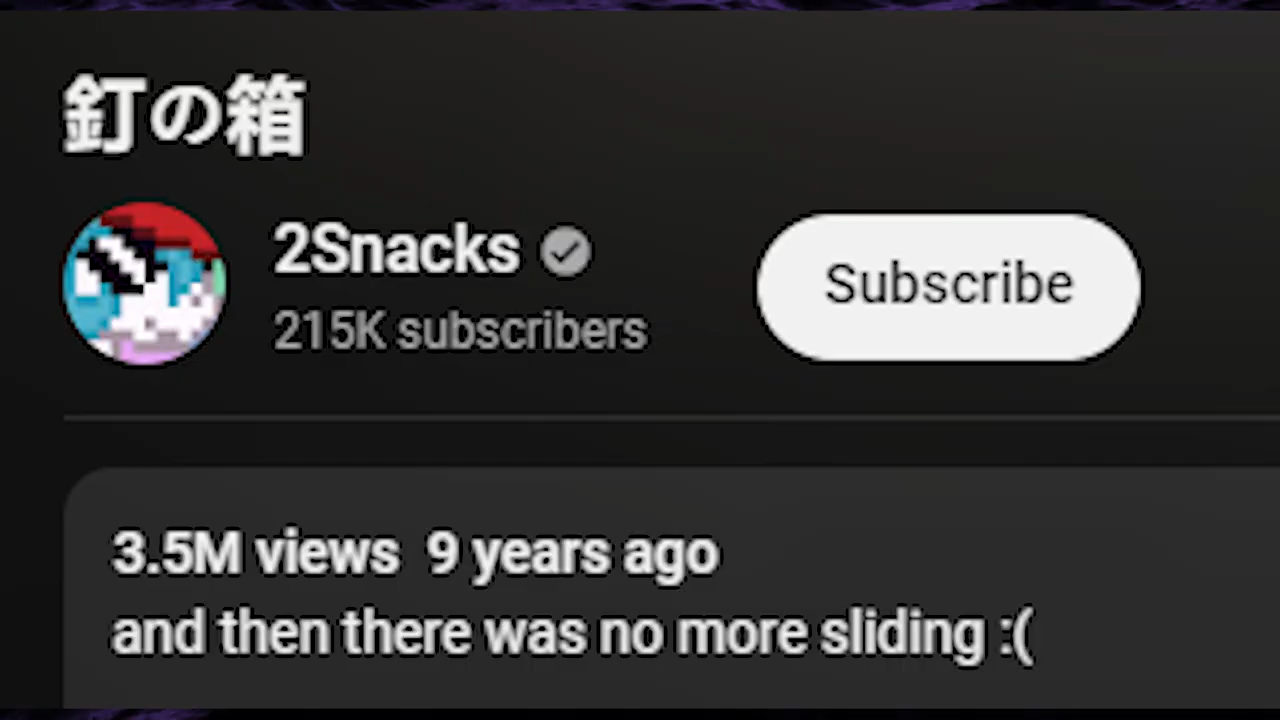 釘の箱
2Snacks
215K subscribers
Subscribe
3.5M views 9 years ago
and then there was no more sliding :(